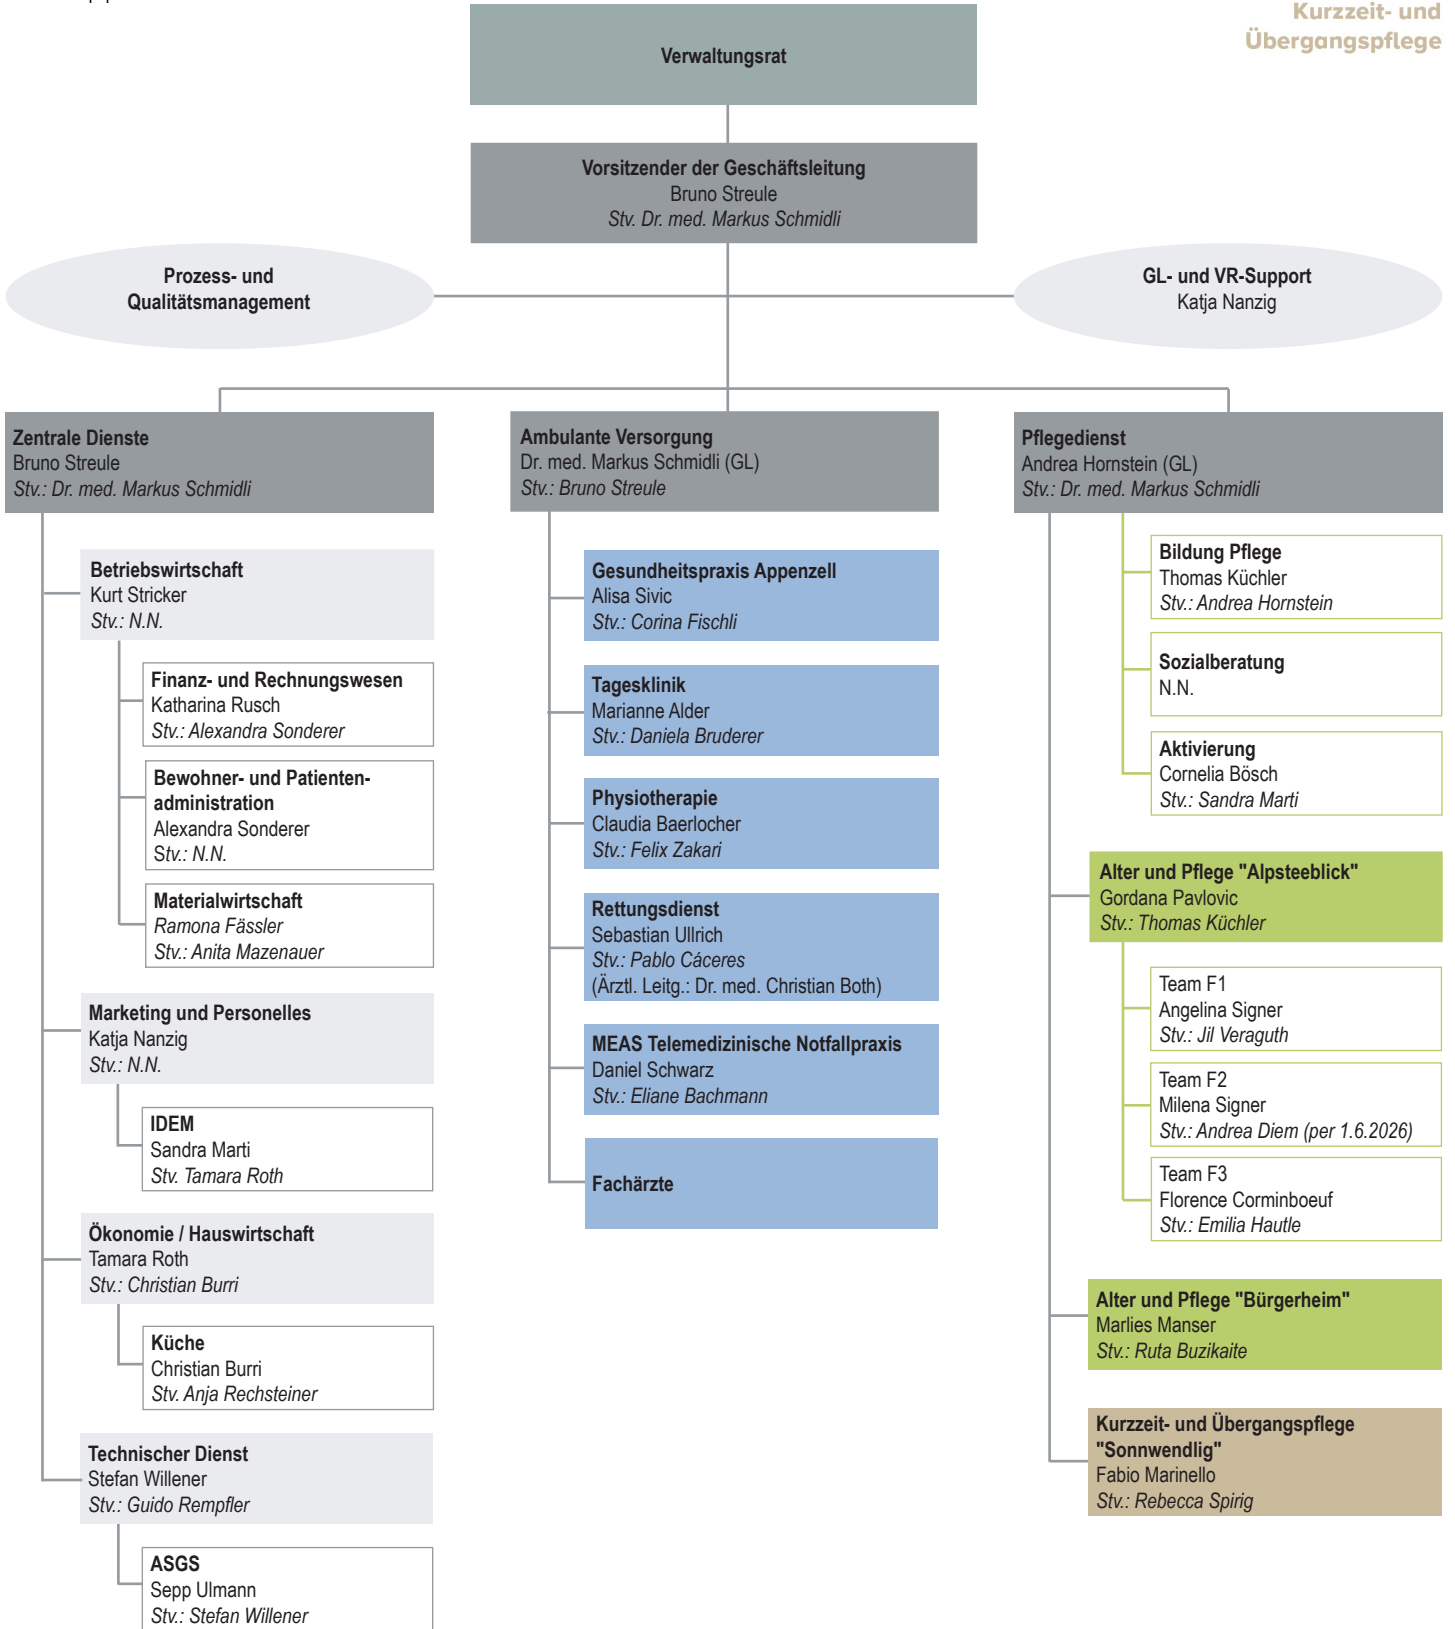 Kurzzeit- und
Übergangspflege
Verwaltungsrat
Vorsitzender der Geschäftsleitung
Bruno Streule
Stv. Dr. med. Markus Schmidli
Prozess- und
Qualitätsmanagement
GL- und VR-Support
Katja Nanzig
Zentrale Dienste
Bruno Streule
Stv.: Dr. med. Markus Schmidli
Betriebswirtschaft
Kurt Stricker
Stv.: N.N.
Finanz- und Rechnungswesen
Katharina Rusch
Stv.: Alexandra Sonderer
Bewohner- und Patienten-
administration
Alexandra Sonderer
Stv.: N.N.
Materialwirtschaft
Ramona Fässler
Stv.: Anita Mazenauer
Marketing und Personelles
Katja Nanzig
Stv.: N.N.
IDEM
Sandra Marti
Stv. Tamara Roth
Ökonomie / Hauswirtschaft
Tamara Roth
Stv.: Christian Burri
Küche
Christian Burri
Stv. Anja Rechsteiner
Technischer Dienst
Stefan Willener
Stv.: Guido Rempfler
ASGS
Sepp Ulmann
Stv.: Stefan Willener
Ambulante Versorgung
Dr. med. Markus Schmidli (GL)
Stv.: Bruno Streule
Gesundheitspraxis Appenzell
Alisa Sivic
Stv.: Corina Fischli
Tagesklinik
Marianne Alder
Stv.: Daniela Bruderer
Physiotherapie
Claudia Baerlocher
Stv.: Felix Zakari
Rettungsdienst
Sebastian Ullrich
Stv.: Pablo Cáceres
(Ärztl. Leitg.: Dr. med. Christian Both)
MEAS Telemedizinische Notfallpraxis
Daniel Schwarz
Stv.: Eliane Bachmann
Fachärzte
Pflegedienst
Andrea Hornstein (GL)
Stv.: Dr. med. Markus Schmidli
Bildung Pflege
Thomas Küchler
Stv.: Andrea Hornstein
Sozialberatung
N.N.
Aktivierung
Cornelia Bösch
Stv.: Sandra Marti
Alter und Pflege "Alpsteeblick"
Gordana Pavlovic
Stv.: Thomas Küchler
Team F1
Angelina Signer
Stv.: Jil Veraguth
Team F2
Milena Signer
Stv.: Andrea Diem (per 1.6.2026)
Team F3
Florence Corminboeuf
Stv.: Emilia Hautle
Alter und Pflege "Bürgerheim"
Marlies Manser
Stv.: Ruta Buzikaite
Kurzzeit- und Übergangspflege
"Sonnwendlig"
Fabio Marinello
Stv.: Rebecca Spirig